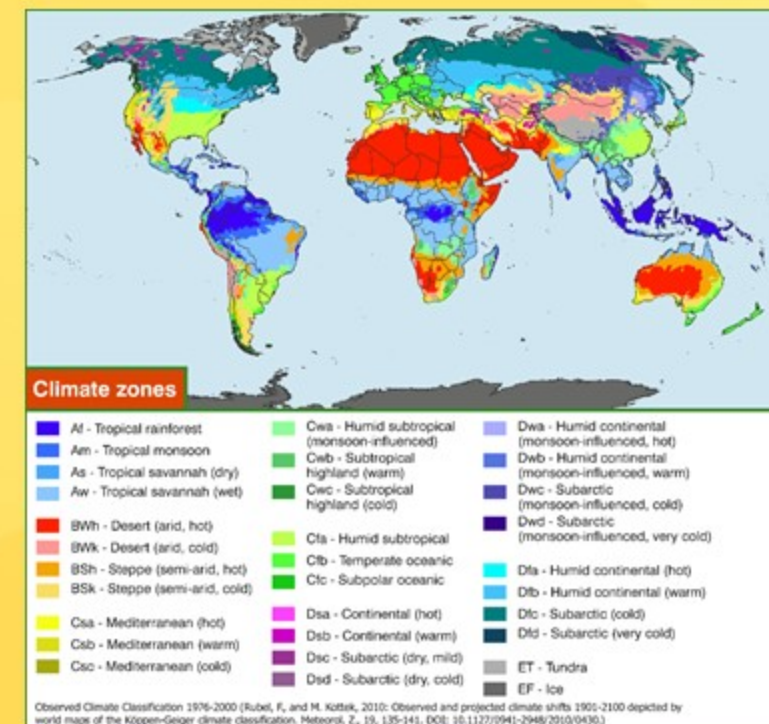 Climate zones
Af - Tropical rainforest
Am - Tropical monsoon
As - Tropical savannah (dry)
Aw - Tropical savannah (wet)
BWh - Desert (arid, hot)
BWk - Desert (arid, cold)
BSh - Steppe (semi-arid, hot)
BSk - Steppe (semi-arid, cold)
Csa - Mediterranean (hot)
Csb - Mediterranean (warm)
Csc - Mediterranean (cold)
Cwa - Humid subtropical
(monsoon-influenced)
Cwb - Subtropical
highland (warm)
Cwc - Subtropical
highland (cold)
Cfa - Humid subtropical
Cfb - Temperate oceanic
Cfc - Subpolar oceanic
Dsa - Continental (hot)
Dsb - Continental (warm)
Dsc - Subarctic (dry, mild)
Dsd - Subarctic (dry, cold)
Dwa - Humid continental
(monsoon-influenced, hot)
Dwb - Humid continental
(monsoon-influenced, warm)
Dwc - Subarctic
(monsoon-influenced, cold)
Dwd - Subarctic
(monsoon-influenced, very cold)
Dfa - Humid continental (hot)
Dfb - Humid continental (warm)
Dfc - Subarctic (cold)
Dfd - Subarctic (very cold)
ET - Tundra
EF - Ice
Observed Climate Classification 1976-2000 (Rubel, F., and M. Kottek, 2010: Observed and projected climate shifts 1901-2100 depicted by
world maps of the Köppen-Geiger climate classification. Meteorol. Z., 19, 135-141. DOI: 10.1127/0941-2948/2010/0430.)